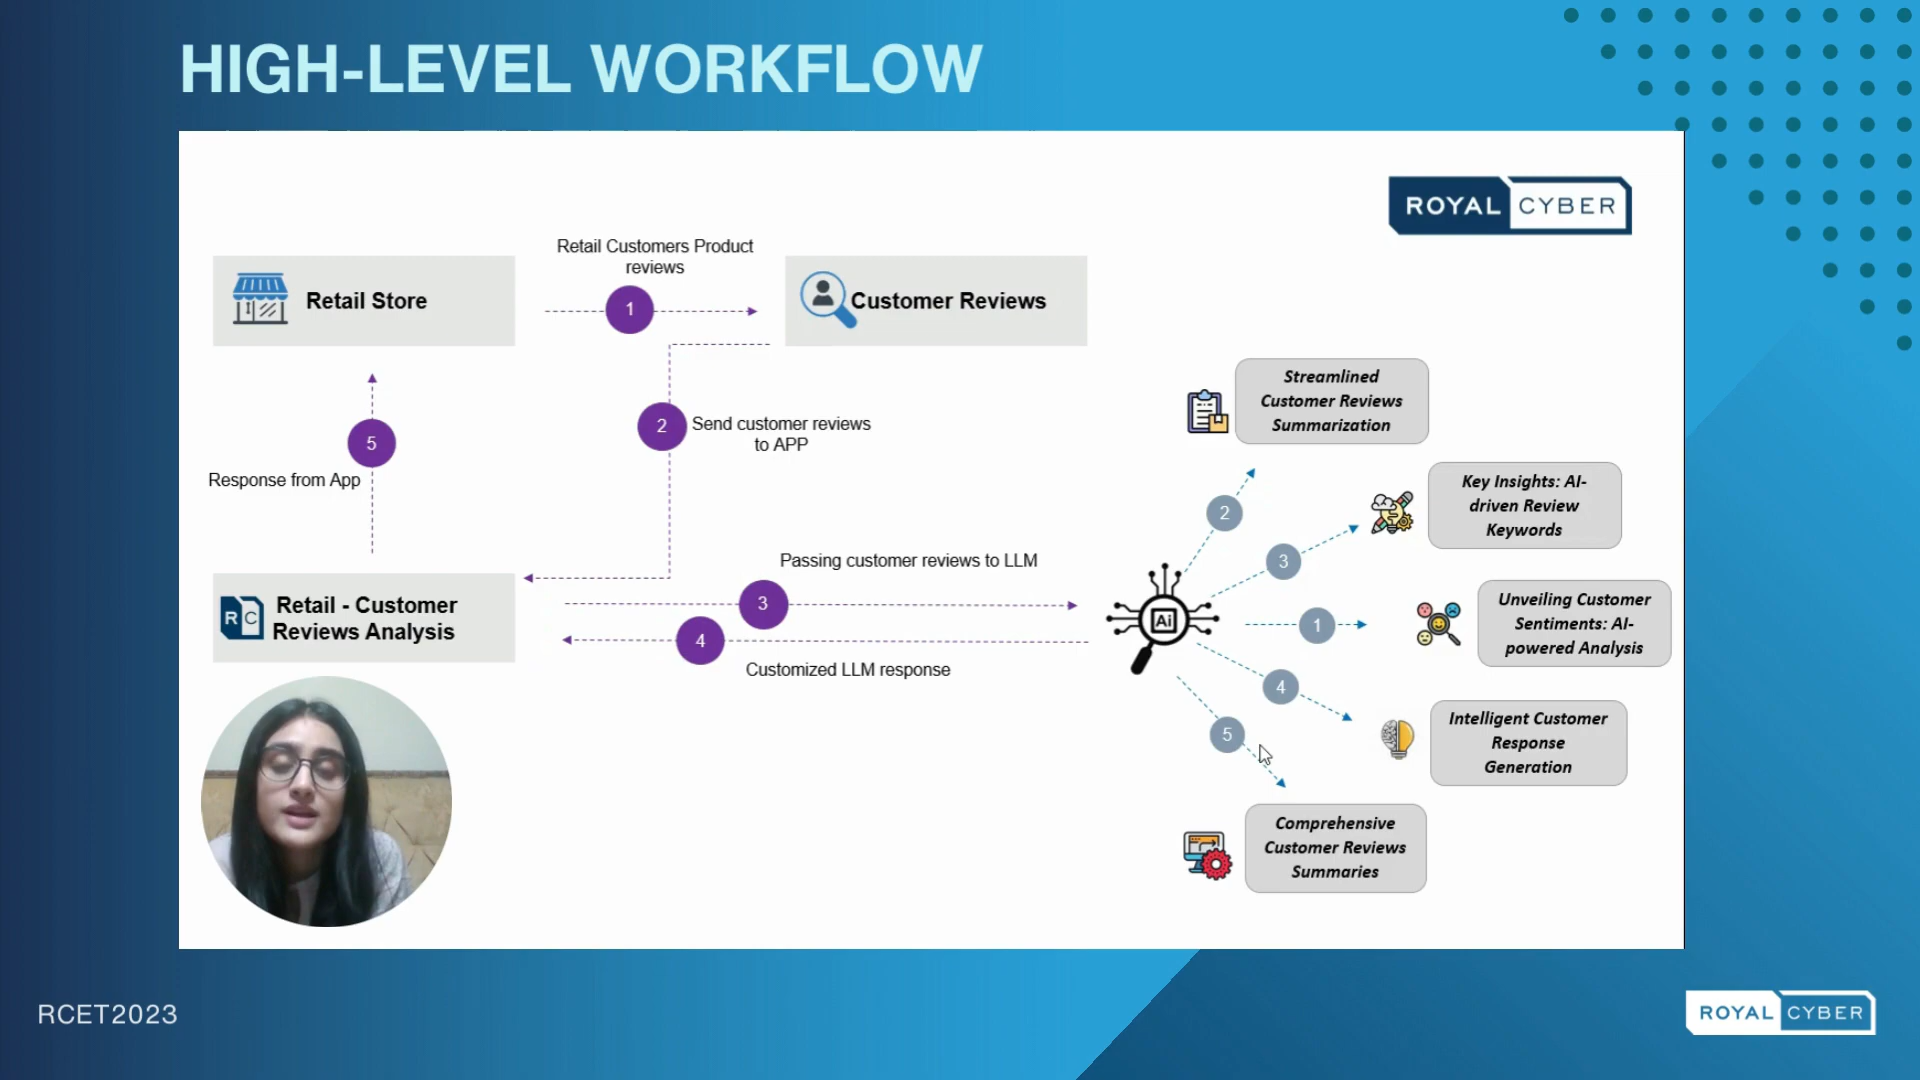 HIGH-LEVEL WORKFLOW
ROYAL CYBER
Retail Store
Retail Customers Product
reviews
1
Customer Reviews
2
Send customer reviews
to APP
5
Response from App
Retail - Customer
Reviews Analysis
RC
Passing customer reviews to LLM
3
4
Customized LLM response
Ai
2
Streamlined
Customer Reviews
Summarization
3
Key Insights: AI-
driven Review
Keywords
1
Unveiling Customer
Sentiments: AI-
powered Analysis
4
Intelligent Customer
Response
Generation
5
Comprehensive
Customer Reviews
Summaries
RCET2023
ROYAL CYBER